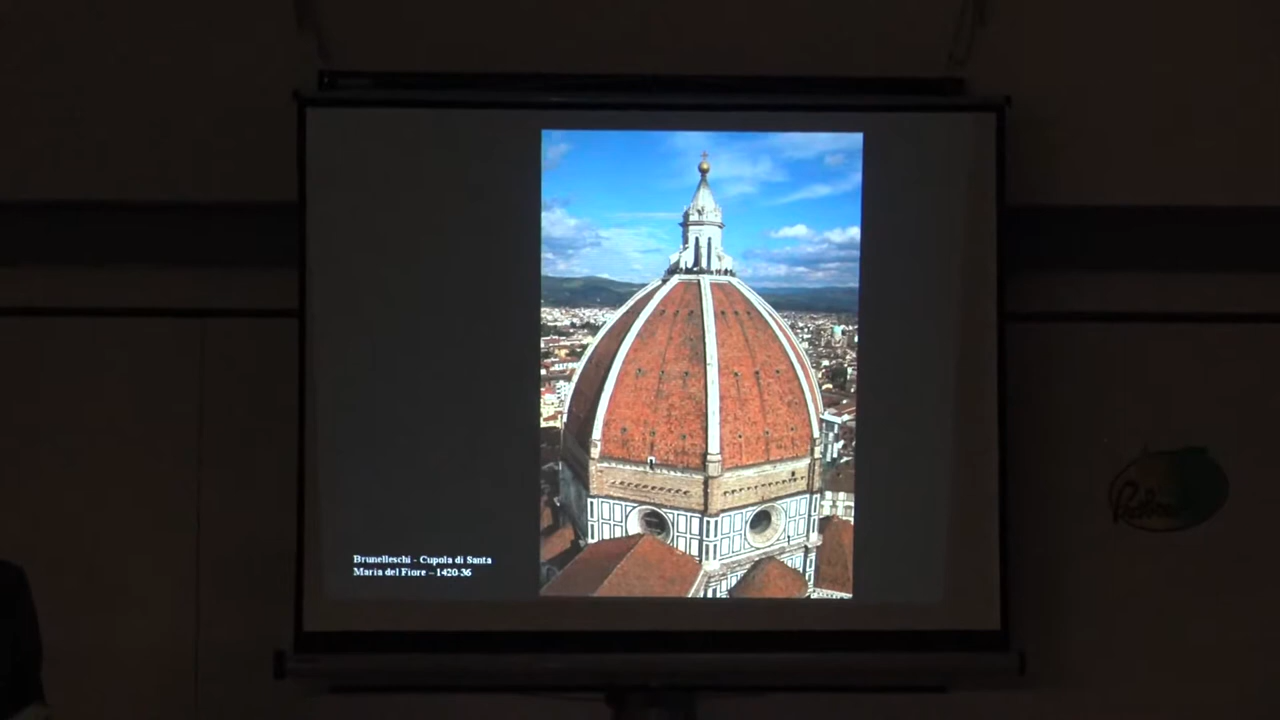 Brunelleschi - Cupola di Santa
Maria del Fiore – 1420-36